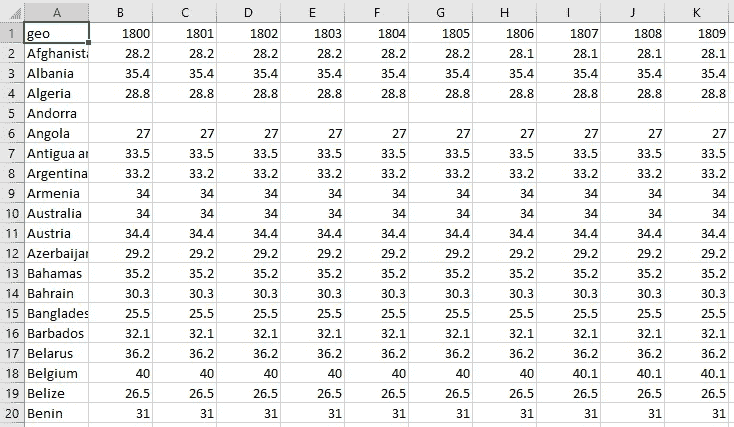 A B C D E F G H I J K
1 geo 1800 1801 1802 1803 1804 1805 1806 1807 1808 1809
2 Afghanista 28.2 28.2 28.2 28.2 28.2 28.2 28.1 28.1 28.1 28.1
3 Albania 35.4 35.4 35.4 35.4 35.4 35.4 35.4 35.4 35.4 35.4
4 Algeria 28.8 28.8 28.8 28.8 28.8 28.8 28.8 28.8 28.8 28.8
5 Andorra
6 Angola 27 27 27 27 27 27 27 27 27 27
7 Antigua an 33.5 33.5 33.5 33.5 33.5 33.5 33.5 33.5 33.5 33.5
8 Argentina 33.2 33.2 33.2 33.2 33.2 33.2 33.2 33.2 33.2 33.2
9 Armenia 34 34 34 34 34 34 34 34 34 34
10 Australia 34 34 34 34 34 34 34 34 34 34
11 Austria 34.4 34.4 34.4 34.4 34.4 34.4 34.4 34.4 34.4 34.4
12 Azerbaijan 29.2 29.2 29.2 29.2 29.2 29.2 29.2 29.2 29.2 29.2
13 Bahamas 35.2 35.2 35.2 35.2 35.2 35.2 35.2 35.2 35.2 35.2
14 Bahrain 30.3 30.3 30.3 30.3 30.3 30.3 30.3 30.3 30.3 30.3
15 Banglades 25.5 25.5 25.5 25.5 25.5 25.5 25.5 25.5 25.5 25.5
16 Barbados 32.1 32.1 32.1 32.1 32.1 32.1 32.1 32.1 32.1 32.1
17 Belarus 36.2 36.2 36.2 36.2 36.2 36.2 36.2 36.2 36.2 36.2
18 Belgium 40 40 40 40 40 40 40 40.1 40.1 40.1
19 Belize 26.5 26.5 26.5 26.5 26.5 26.5 26.5 26.5 26.5 26.5
20 Benin 31 31 31 31 31 31 31 31 31 31